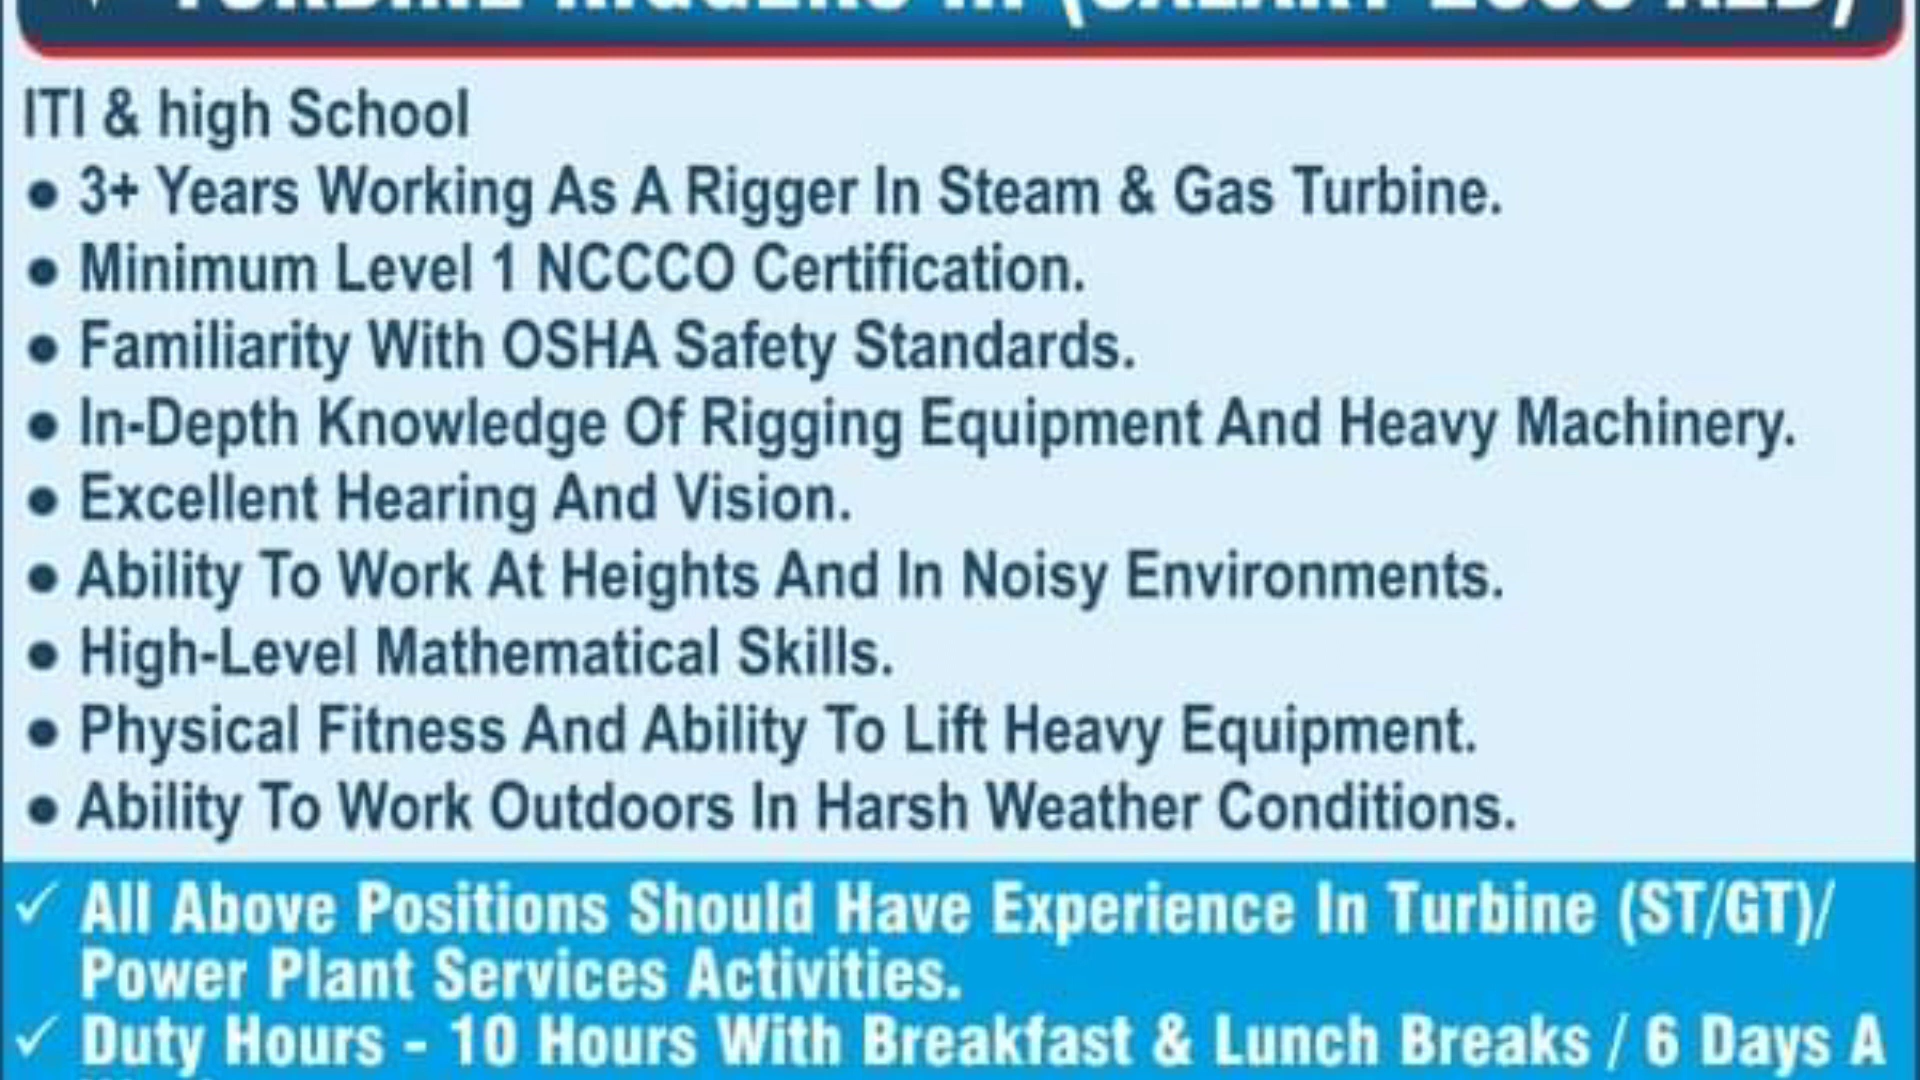 ITI & high School
• 3+ Years Working As A Rigger In Steam & Gas Turbine.
• Minimum Level 1 NCCCO Certification.
• Familiarity With OSHA Safety Standards.
• In-Depth Knowledge Of Rigging Equipment And Heavy Machinery.
• Excellent Hearing And Vision.
• Ability To Work At Heights And In Noisy Environments.
• High-Level Mathematical Skills.
• Physical Fitness And Ability To Lift Heavy Equipment.
• Ability To Work Outdoors In Harsh Weather Conditions.
✓ All Above Positions Should Have Experience In Turbine (ST/GT)/
Power Plant Services Activities.
✓ Duty Hours - 10 Hours With Breakfast & Lunch Breaks / 6 Days A